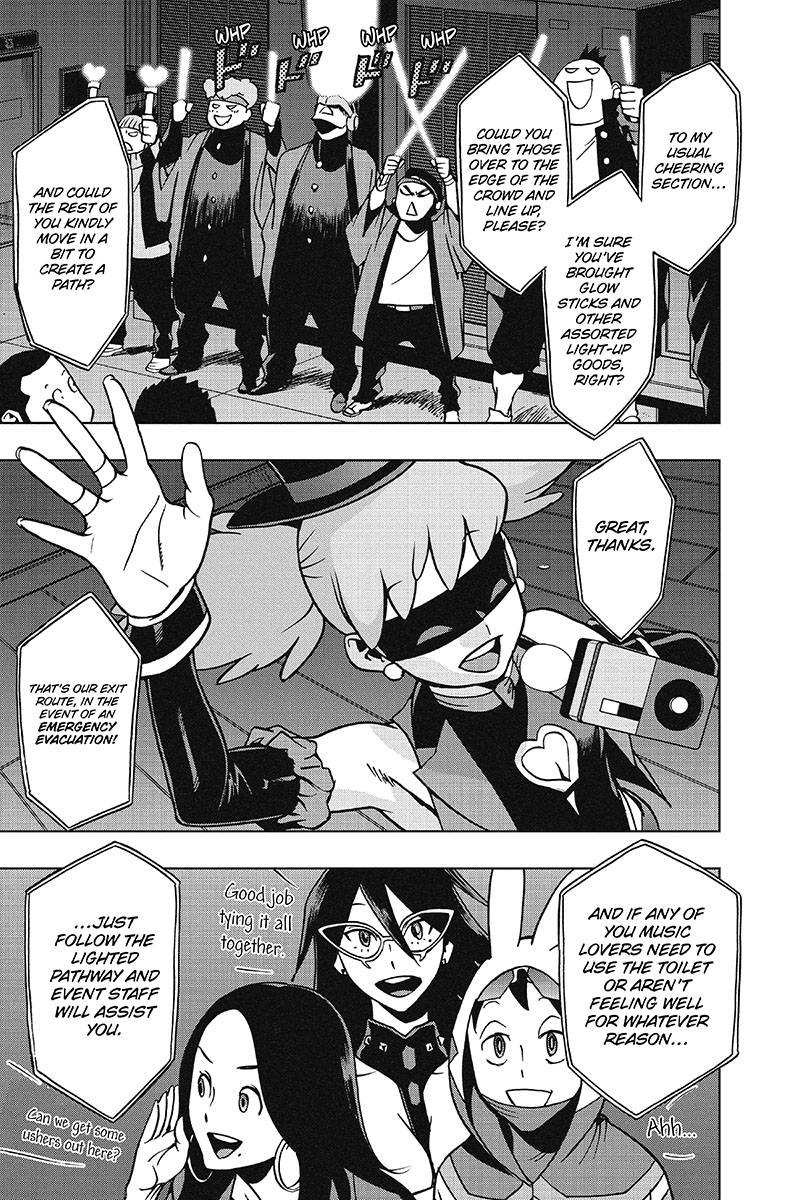 TO MY
USUAL
CHEERING
SECTION...
I'M SURE
YOU'VE
BROUGHT
GLOW
STICKS AND
OTHER
ASSORTED
LIGHT-UP
GOODS,
RIGHT?
COULD YOU
BRING THOSE
OVER TO THE
EDGE OF THE
CROWD AND
LINE UP,
PLEASE?
WHP
ド
WHP
ド
WHP
ド
WHP
ド
AND COULD
THE REST OF
YOU KINDLY
MOVE IN A
BIT TO
CREATE A
PATH?
GREAT,
THANKS.
THAT'S OUR EXIT
ROUTE, IN THE
EVENT OF AN
EMERGENCY
EVACUATION!
AND IF ANY OF
YOU MUSIC
LOVERS NEED TO
USE THE TOILET
OR AREN'T
FEELING WELL
FOR WHATEVER
REASON...
Ahh...
Good job
tying it all
together.
...JUST
FOLLOW THE
LIGHTED
PATHWAY AND
EVENT STAFF
WILL ASSIST
YOU.
Can we get some
ushers out here?